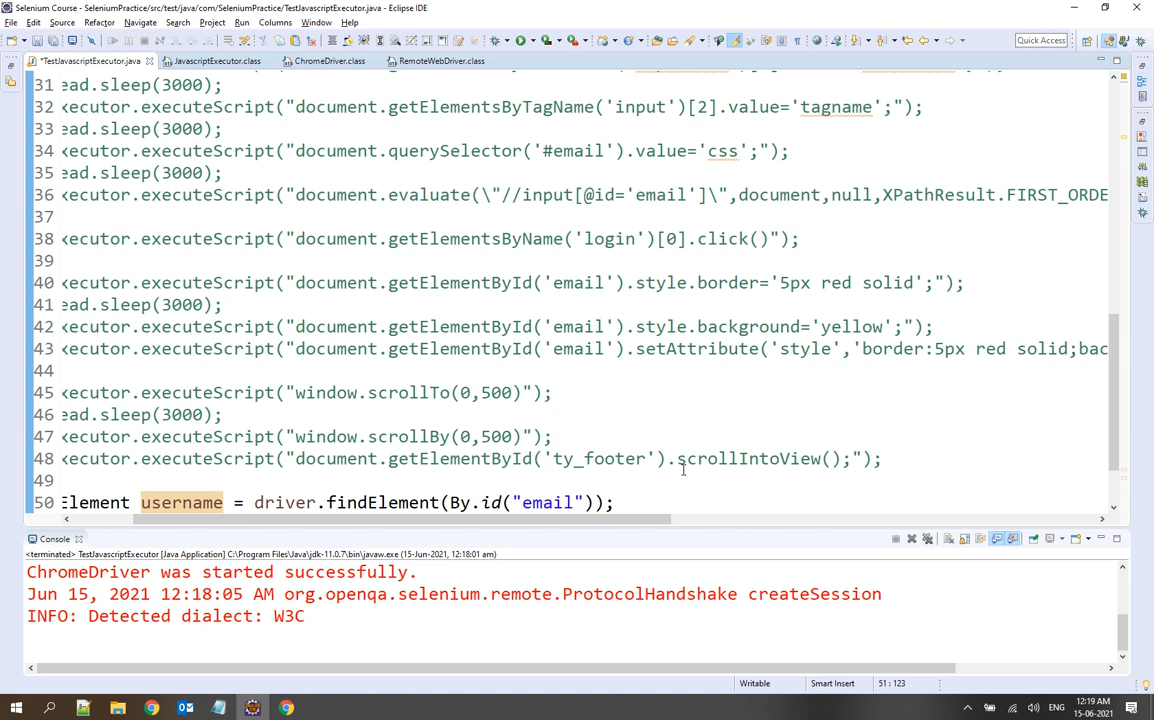 Selenium Course - SeleniumPractice/src/test/java/com/SeleniumPractice/TestJavascriptExecutor.java - Eclipse IDE
File Edit Source Refactor Navigate Search Project Run Columns Window Help
Quick Access
*TestJavascriptExecutor.java JavascriptExecutor.class ChromeDriver.class RemoteWebDriver.class
31 ead.sleep(3000);
32 xecutor.executeScript("document.getElementsByTagName('input')[2].value='tagname';");
33 ead.sleep(3000);
34 xecutor.executeScript("document.querySelector('#email').value='css';");
35 ead.sleep(3000);
36 xecutor.executeScript("document.evaluate(\"//input[@id='email']\",document,null,XPathResult.FIRST_ORDE
37
38 xecutor.executeScript("document.getElementsByName('login')[0].click()");
39
40 xecutor.executeScript("document.getElementById('email').style.border='5px red solid';");
41 ead.sleep(3000);
42 xecutor.executeScript("document.getElementById('email').style.background='yellow';");
43 xecutor.executeScript("document.getElementById('email').setAttribute('style','border:5px red solid;bac
44
45 xecutor.executeScript("window.scrollTo(0,500)");
46 ead.sleep(3000);
47 xecutor.executeScript("window.scrollBy(0,500)");
48 xecutor.executeScript("document.getElementById('ty_footer').scrollIntoView();");
49
50 Element username = driver.findElement(By.id("email"));
Console
<terminated> TestJavascriptExecutor [Java Application] C:\Program Files\Java\jdk-11.0.7\bin\javaw.exe (15-Jun-2021, 12:18:01 am)
ChromeDriver was started successfully.
Jun 15, 2021 12:18:05 AM org.openqa.selenium.remote.ProtocolHandshake createSession
INFO: Detected dialect: W3C
Writable Smart Insert 51 : 123
ENG 12:19 AM
15-06-2021